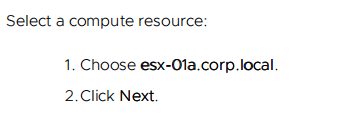 Select a compute resource:
1. Choose esx-01a.corp.local.
2. Click Next.